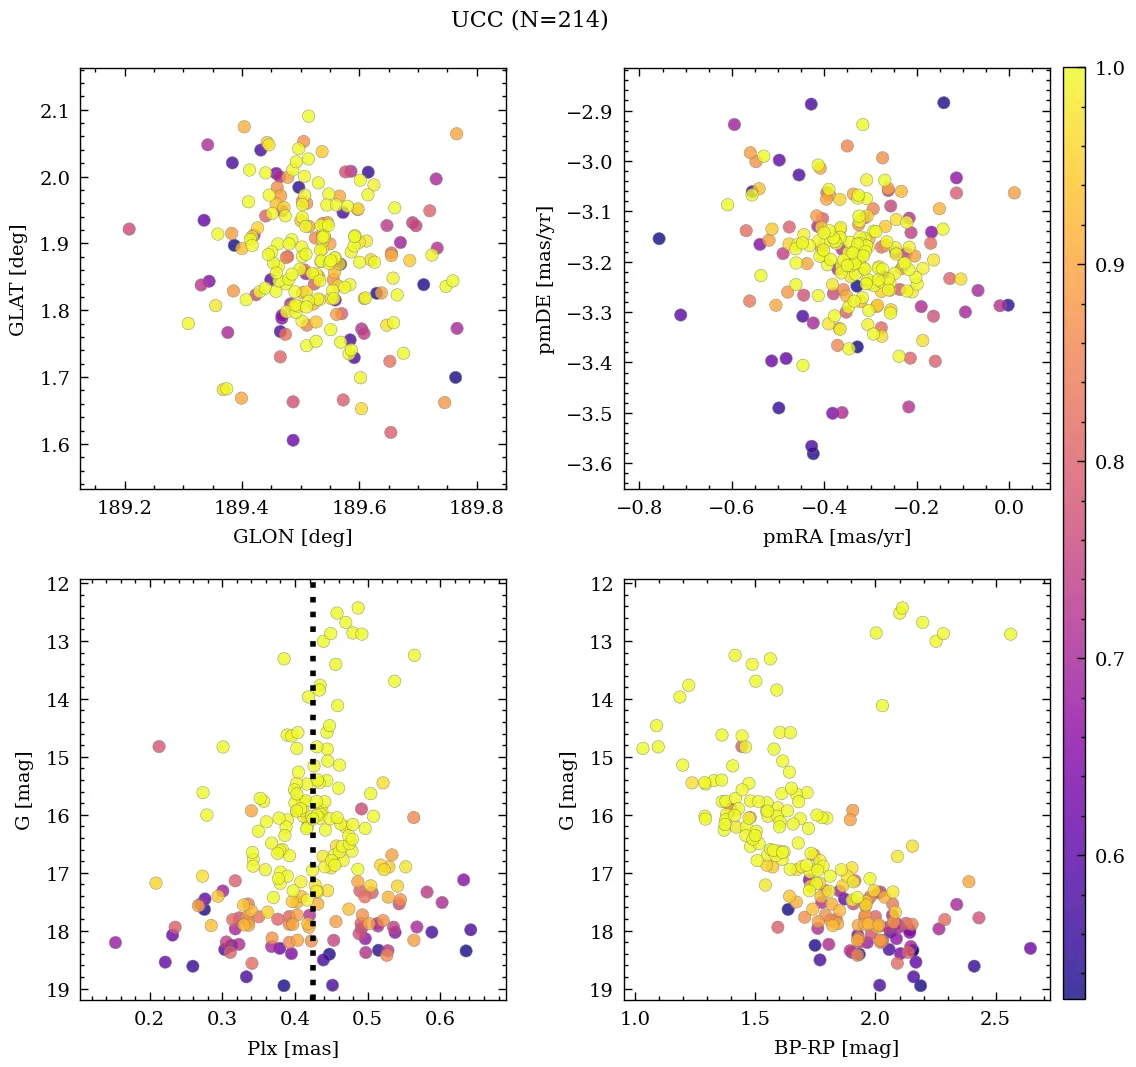 UCC (N=214)
2.1
2.0
1.9
1.8
1.7
1.6
GLAT [deg]
189.2 189.4 189.6 189.8
GLON [deg]
−2.9
−3.0
−3.1
−3.2
−3.3
−3.4
−3.5
−3.6
pmDE [mas/yr]
−0.8 −0.6 −0.4 −0.2 0.0
pmRA [mas/yr]
1.0
0.9
0.8
0.7
0.6
12
13
14
15
16
17
18
19
G [mag]
0.2 0.3 0.4 0.5 0.6
Plx [mas]
12
13
14
15
16
17
18
19
G [mag]
1.0 1.5 2.0 2.5
BP-RP [mag]